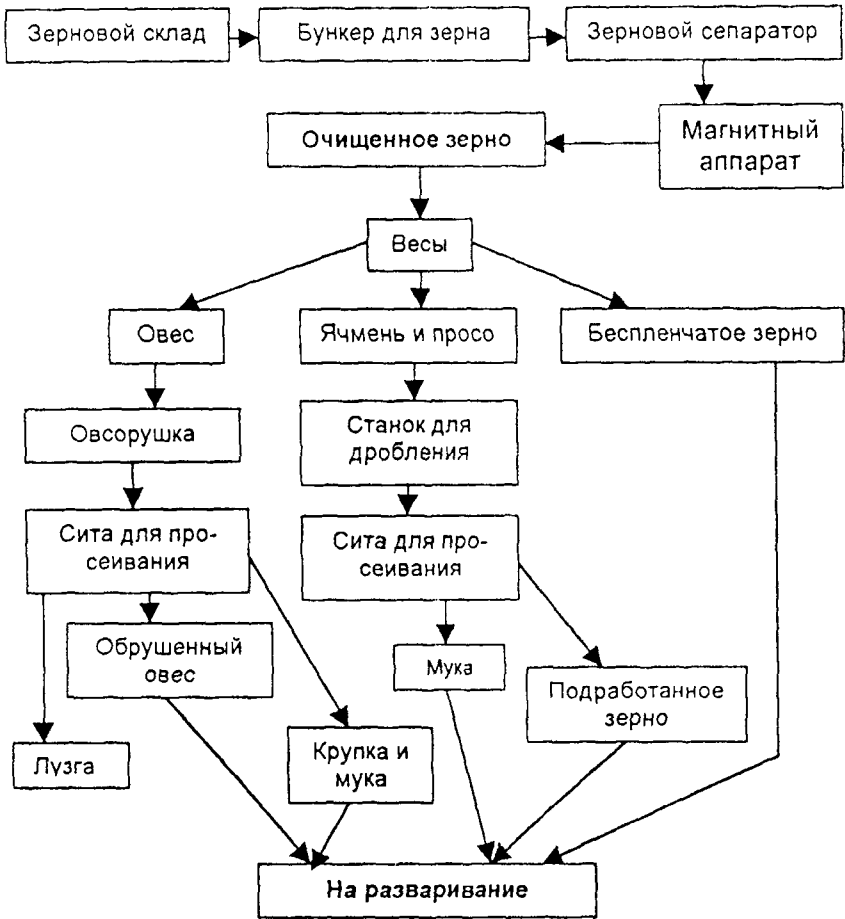 Зерновой склад
Бункер для зерна
Зерновой сепаратор
Магнитный
аппарат
Очищенное зерно
Весы
Овес
Ячмень и просо
Беспленчатое зерно
Овсорушка
Станок для
дробления
Сита для про-
сеивания
Сита для про-
сеивания
Обрушенный
овес
Мука
Подработанное
зерно
Лузга
Крупка и
мука
На разваривание